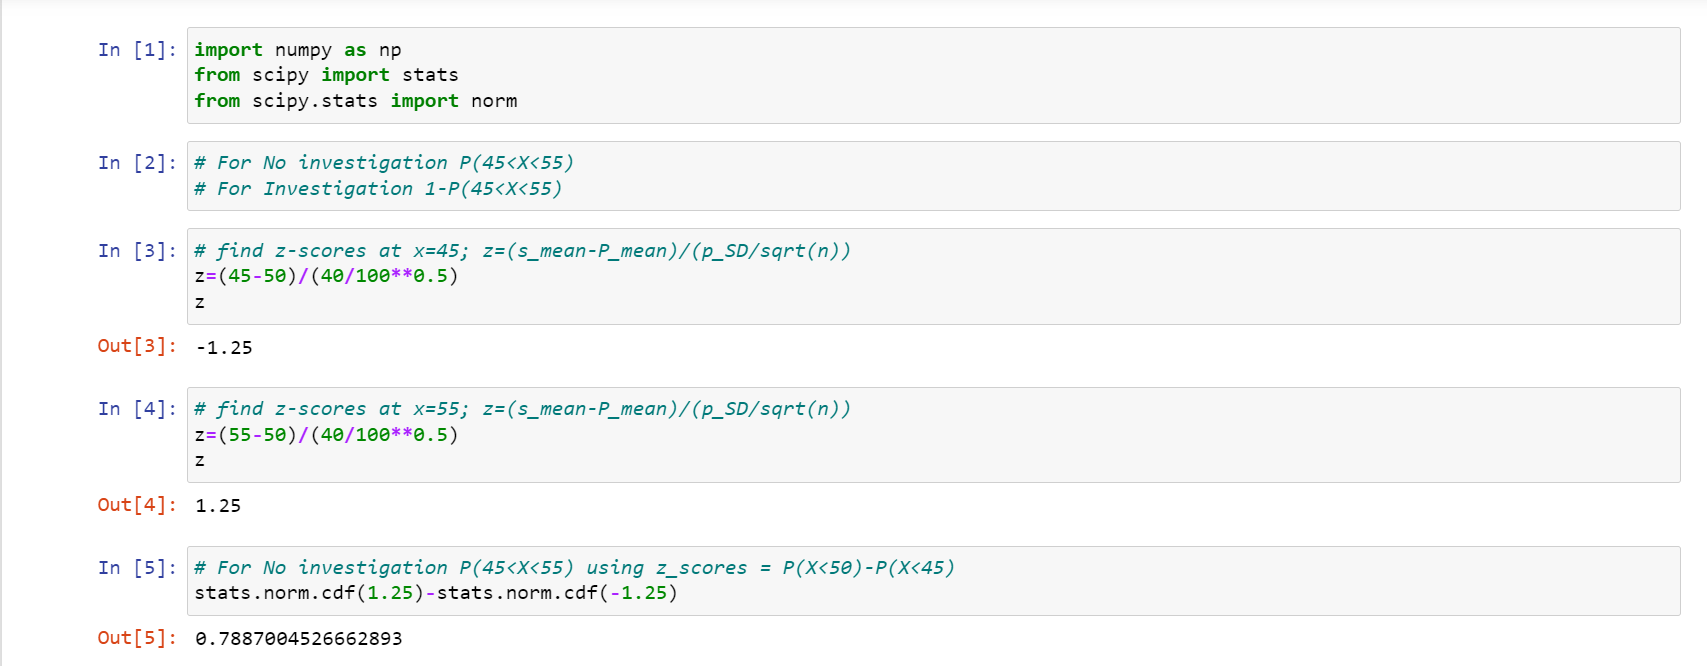 In [1]: import numpy as np
from scipy import stats
from scipy.stats import norm
In [2]: # For No investigation P(45<X<55)
# For Investigation 1-P(45<X<55)
In [3]: # find z-scores at x=45; z=(s_mean-P_mean)/(p_SD/sqrt(n))
z=(45-50)/(40/100**0.5)
z
Out[3]: -1.25
In [4]: # find z-scores at x=55; z=(s_mean-P_mean)/(p_SD/sqrt(n))
z=(55-50)/(40/100**0.5)
z
Out[4]: 1.25
In [5]: # For No investigation P(45<X<55) using z_scores = P(X<50)-P(X<45)
stats.norm.cdf(1.25)-stats.norm.cdf(-1.25)
Out[5]: 0.7887004526662893